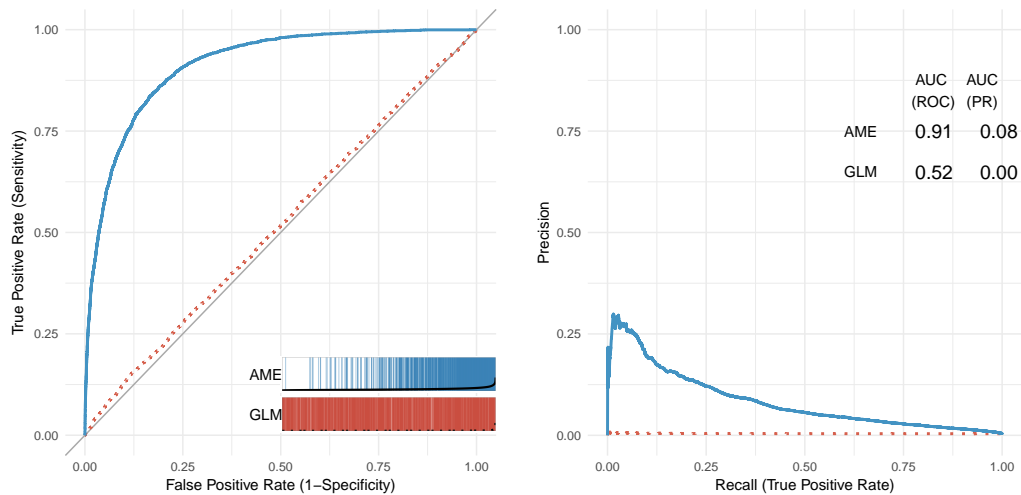 1.00
0.75
0.50
0.25
0.00
True Positive Rate (Sensitivity)
AME
GLM
0.00 0.25 0.50 0.75 1.00
False Positive Rate (1−Specificity)
1.00
0.75
0.50
0.25
0.00
Precision
AUC AUC
(ROC) (PR)
AME 0.91 0.08
GLM 0.52 0.00
0.00 0.25 0.50 0.75 1.00
Recall (True Positive Rate)